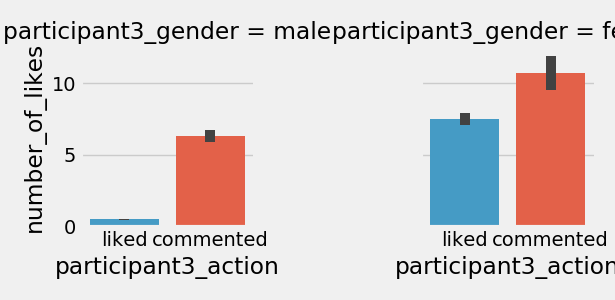 participant3_gender = maleparticipant3_gender = fe
number_of_likes
10
5
0
liked commented
liked commented
participant3_action
participant3_action